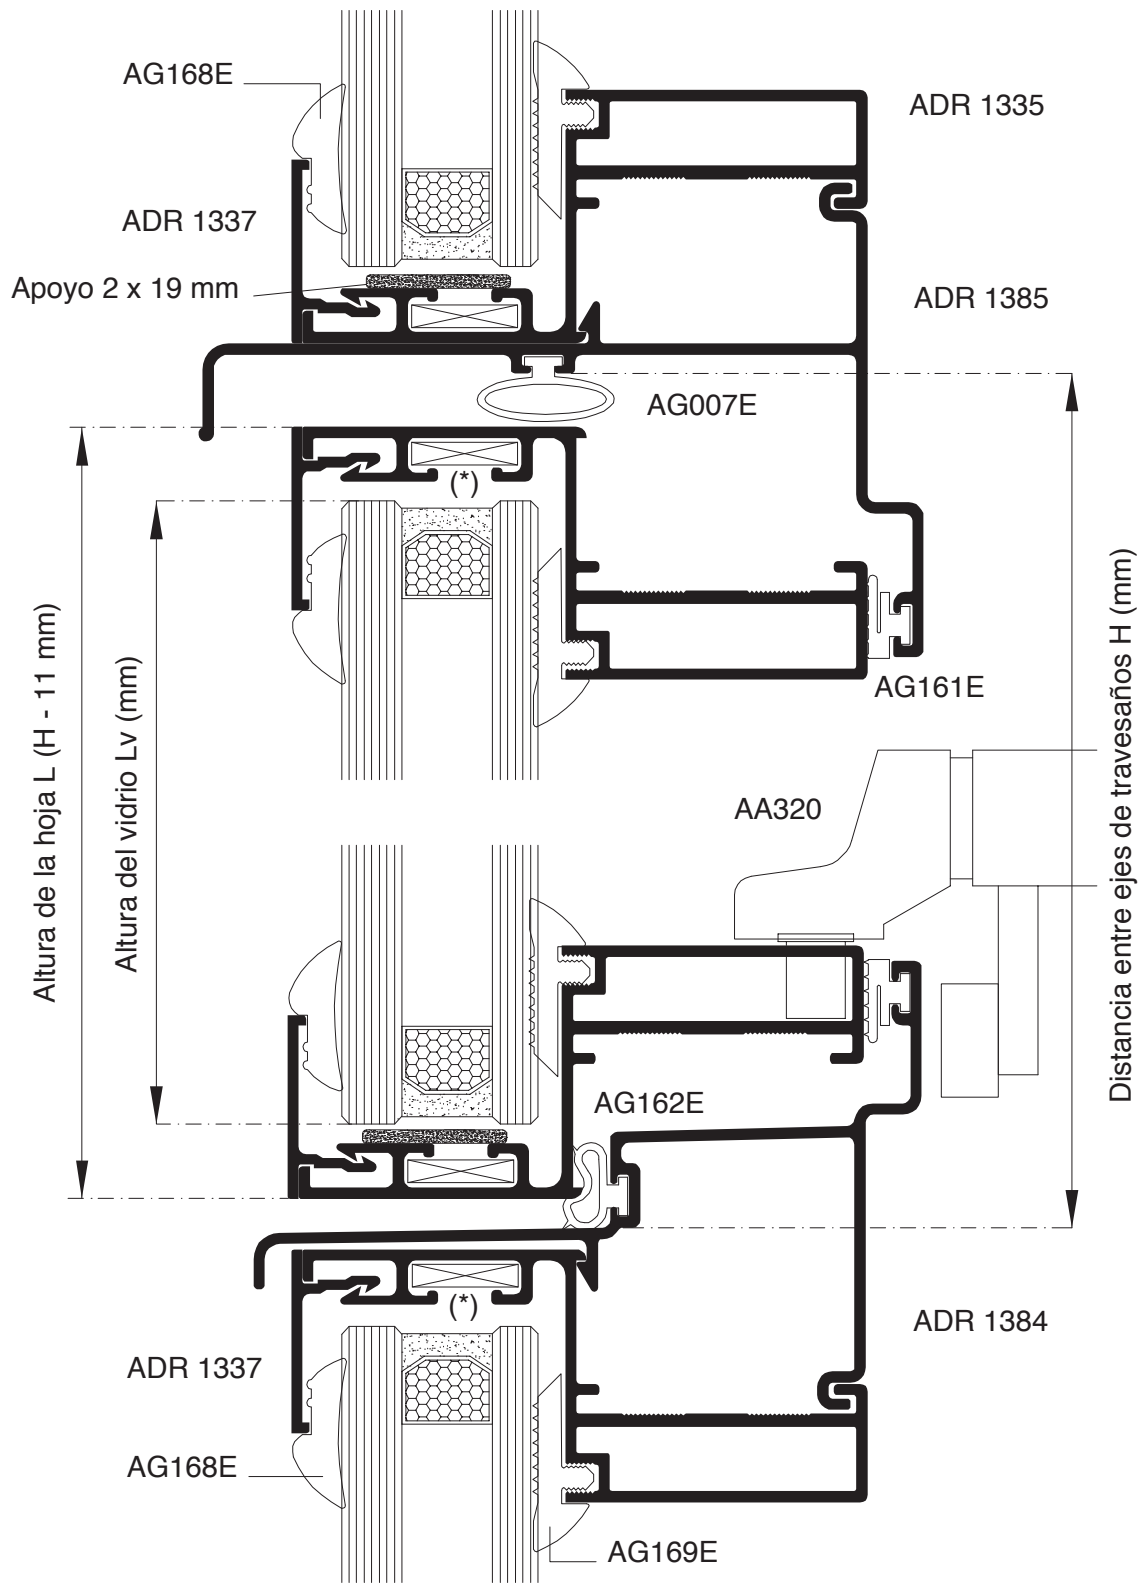 AG168E
ADR 1335
ADR 1337
Apoyo 2 x 19 mm
ADR 1385
AG007E
(*)
Altura de la hoja L (H - 11 mm)
Altura del vidrio Lv (mm)
Distancia entre ejes de travesaños H (mm)
AG161E
AA320
AG162E
(*)
ADR 1384
ADR 1337
AG168E
AG169E